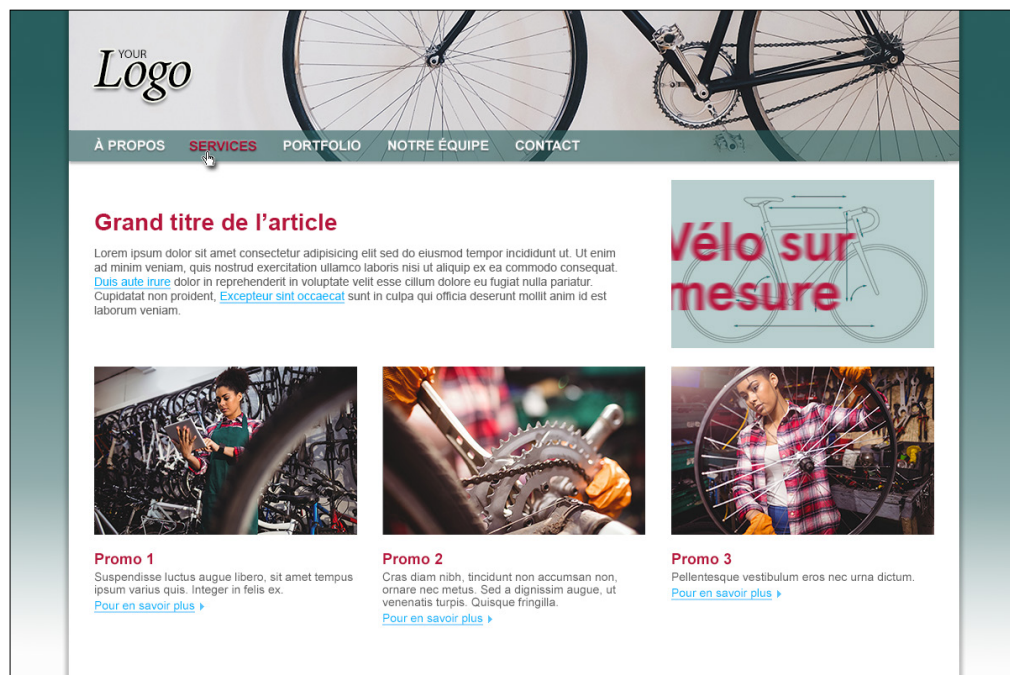 YOUR
Logo
À PROPOS SERVICES PORTFOLIO NOTRE ÉQUIPE CONTACT
Grand titre de l’article
Lorem ipsum dolor sit amet consectetur adipisicing elit sed do eiusmod tempor incididunt ut. Ut enim
ad minim veniam, quis nostrud exercitation ullamco laboris nisi ut aliquip ex ea commodo consequat.
Duis aute irure dolor in reprehenderit in voluptate velit esse cillum dolore eu fugiat nulla pariatur.
Cupidatat non proident, Excepteur sint occaecat sunt in culpa qui officia deserunt mollit anim id est
laborum veniam.
Vélo sur
mesure
Promo 1
Suspendisse luctus augue libero, sit amet tempus
ipsum varius quis. Integer in felis ex.
Pour en savoir plus
Promo 2
Cras diam nibh, tincidunt non accumsan non,
ornare nec metus. Sed a dignissim augue, ut
venenatis turpis. Quisque fringilla.
Pour en savoir plus
Promo 3
Pellentesque vestibulum eros nec urna dictum.
Pour en savoir plus